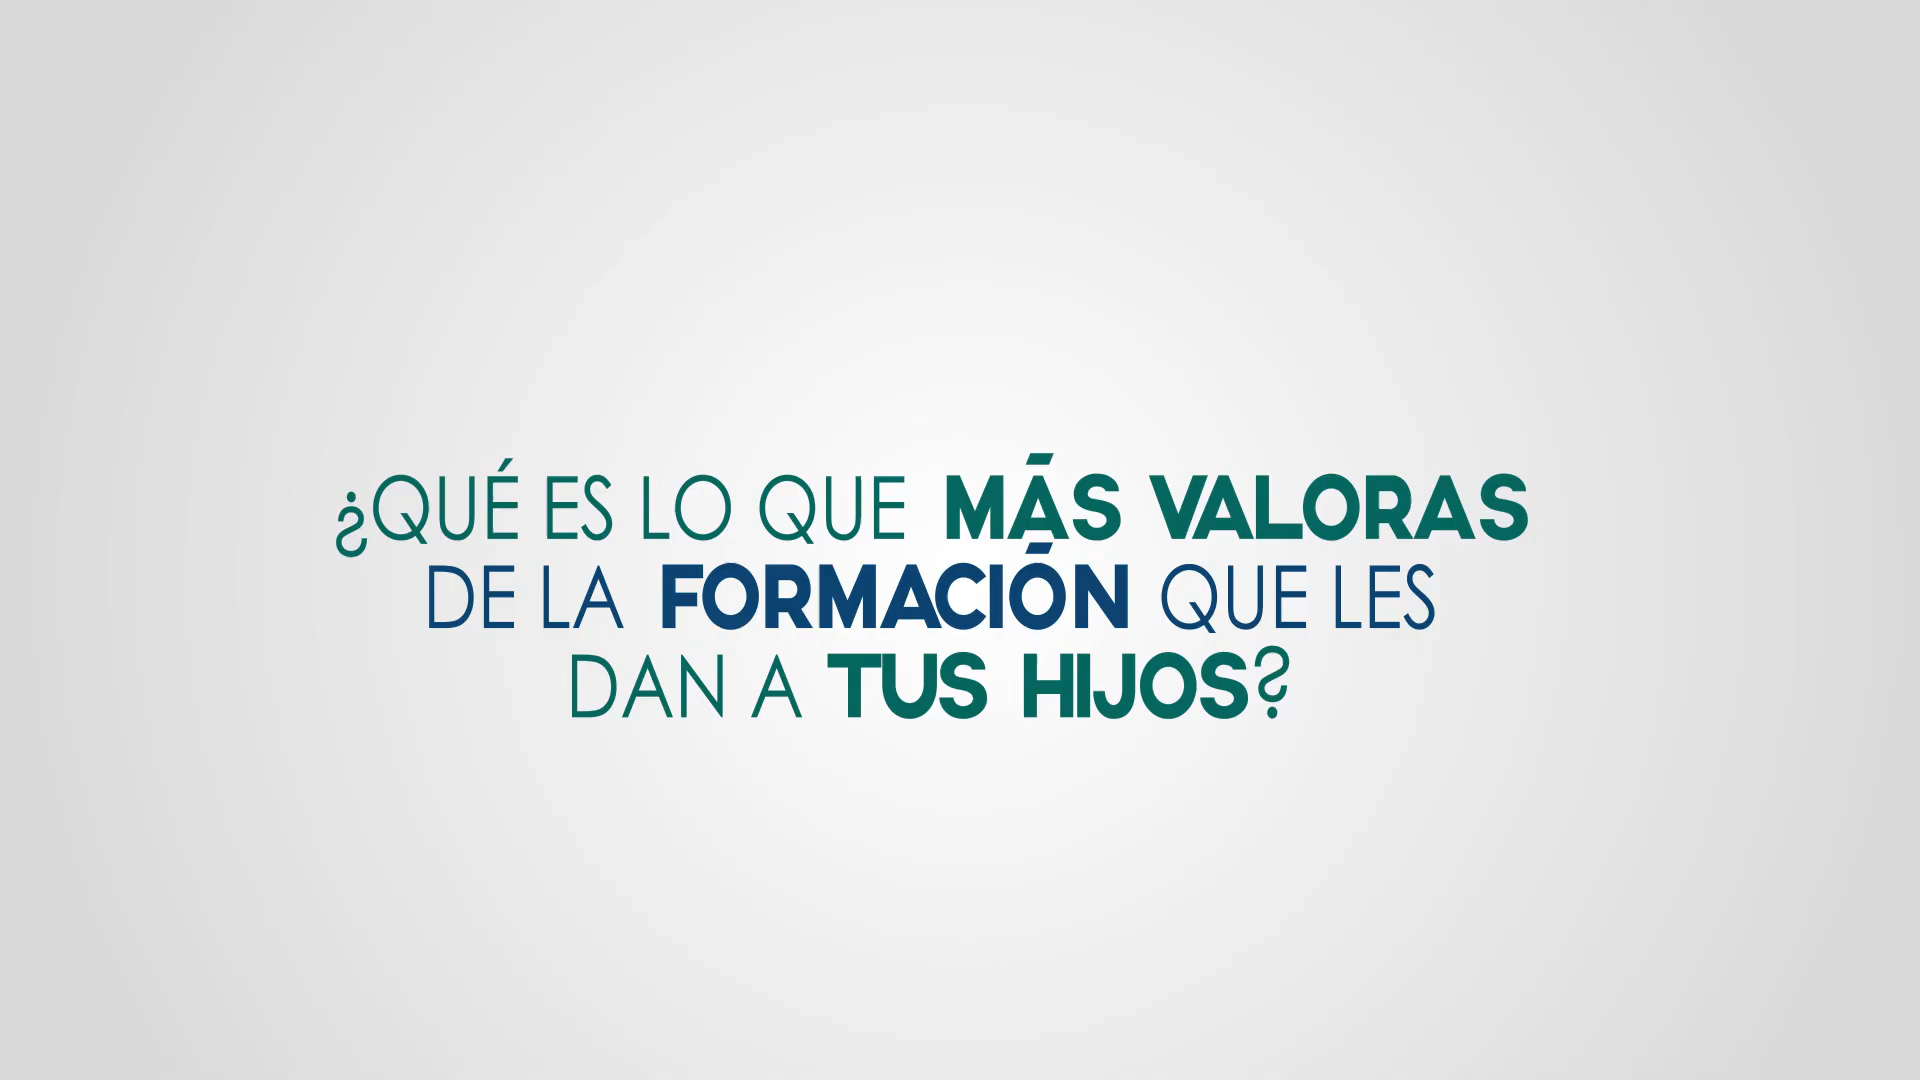 ¿QUÉ ES LO QUE MÁS VALORAS
DE LA FORMACIÓN QUE LES
DAN A TUS HIJOS?